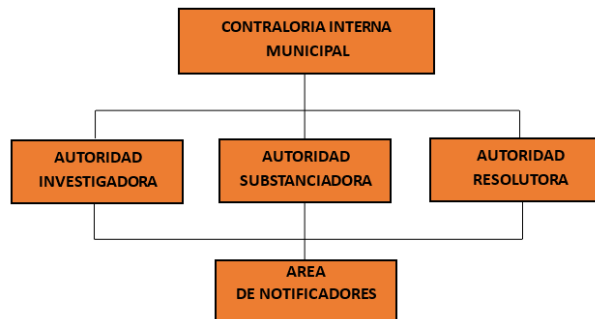 CONTRALORIA INTERNA
MUNICIPAL
AUTORIDAD
INVESTIGADORA
AUTORIDAD
SUBSTANCIADORA
AUTORIDAD
RESOLUTORA
AREA
DE NOTIFICADORES